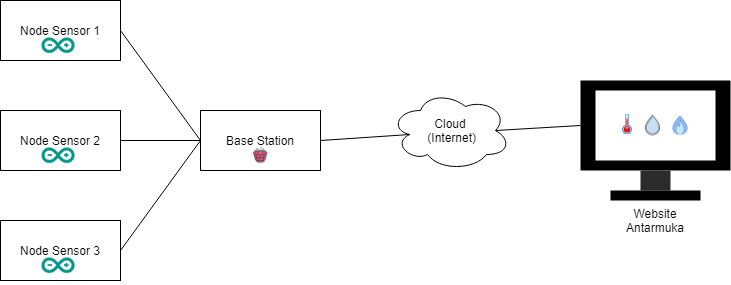 Node Sensor 1
Node Sensor 2
Node Sensor 3
Base Station
Cloud
(Internet)
Website
Antarmuka